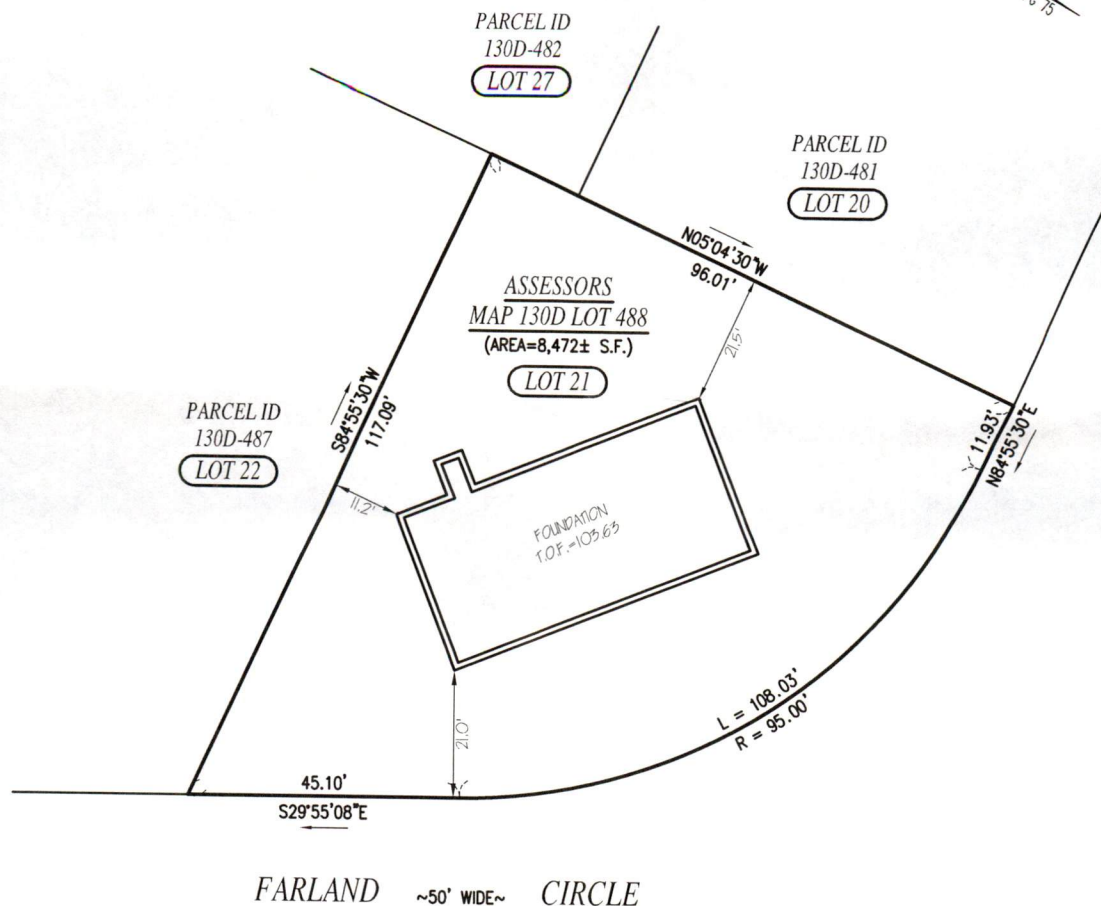 PARCEL ID
130D-482
LOT 27
PARCEL ID
130D-481
LOT 20
N05°04'30"W
96.01'
ASSESSORS
MAP 130D LOT 488
(AREA=8,472± S.F.)
LOT 21
21.5'
S84°55'30"W
117.09'
PARCEL ID
130D-487
LOT 22
11.93'
N84°55'30"E
11.2'
FOUNDATION
T.O.F.=103.63
21.0'
L = 108.03'
R = 95.00'
45.10'
S29°55'08"E
FARLAND ~50' WIDE~ CIRCLE